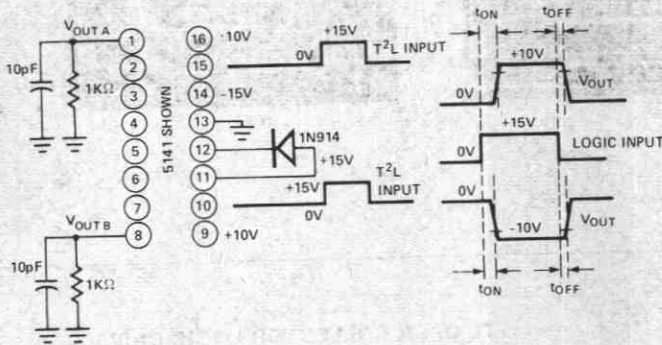 VOUT A
10pF
1KΩ
1
2
3
4
5
6
7
8
VOUT B
10pF
1KΩ
5141 SHOWN
16 -10V
15
14 -15V
13
12
11
10
9 +10V
1N914
+15V
0V
+15V
T²L INPUT
+15V
0V
T²L
INPUT
tON
tOFF
+10V
0V
VOUT
+15V
0V
LOGIC INPUT
0V
-10V
VOUT
tON
tOFF